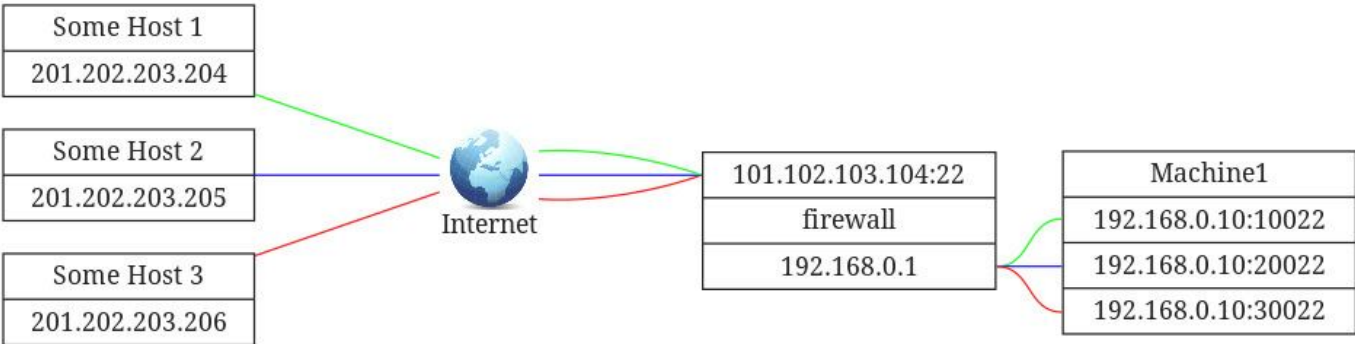 Some Host 1
201.202.203.204
Some Host 2
201.202.203.205
Some Host 3
201.202.203.206
Internet
101.102.103.104:22
firewall
192.168.0.1
Machine1
192.168.0.10:10022
192.168.0.10:20022
192.168.0.10:30022